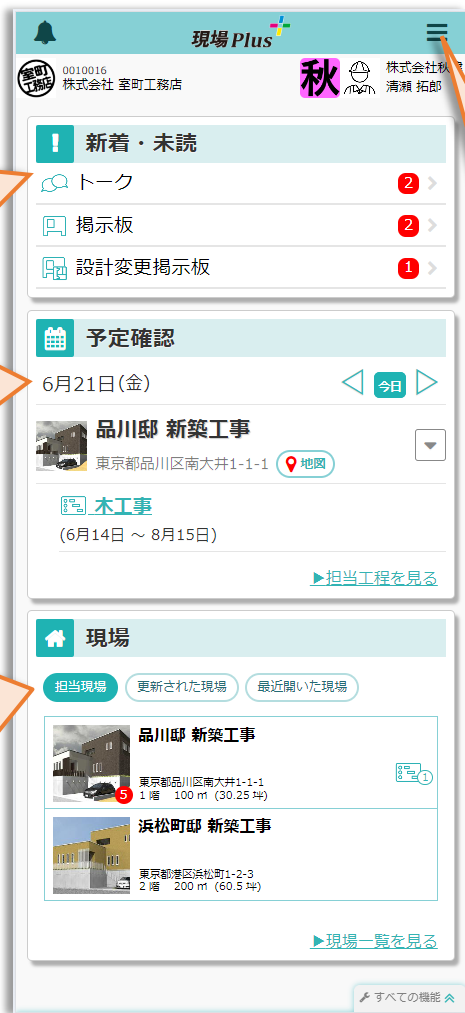 現場Plus
室町工務店
0010016
株式会社 室町工務店
秋
株式会社秋
清瀬 拓郎
! 新着・未読
トーク 2
掲示板 2
設計変更掲示板 1
予定確認
6月21日(金) 今日
品川邸 新築工事
東京都品川区南大井1-1-1 地図
木工事
(6月14日 ～ 8月15日)
▶担当工程を見る
現場
担当現場 更新された現場 最近開いた現場
品川邸 新築工事
東京都品川区南大井1-1-1
1階 100㎡ (30.25坪)
5
1
浜松町邸 新築工事
東京都港区浜松町1-2-3
2階 200㎡ (60.5坪)
▶現場一覧を見る
すべての機能